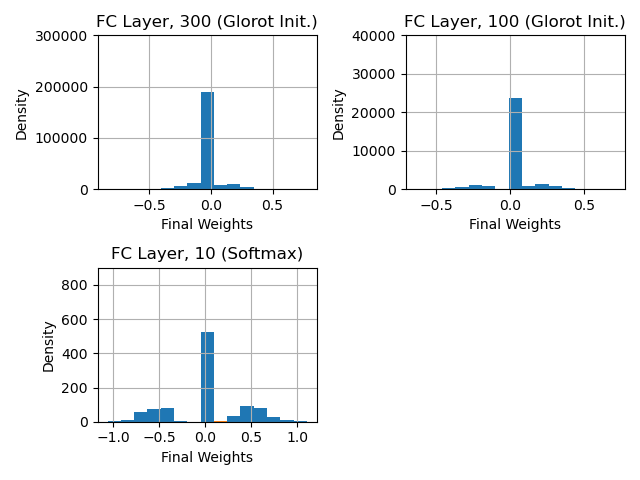 FC Layer, 300 (Glorot Init.)
300000
200000
100000
0
Density
−0.5 0.0 0.5
Final Weights
FC Layer, 100 (Glorot Init.)
40000
30000
20000
10000
0
Density
−0.5 0.0 0.5
Final Weights
FC Layer, 10 (Softmax)
800
600
400
200
0
Density
−1.0 −0.5 0.0 0.5 1.0
Final Weights